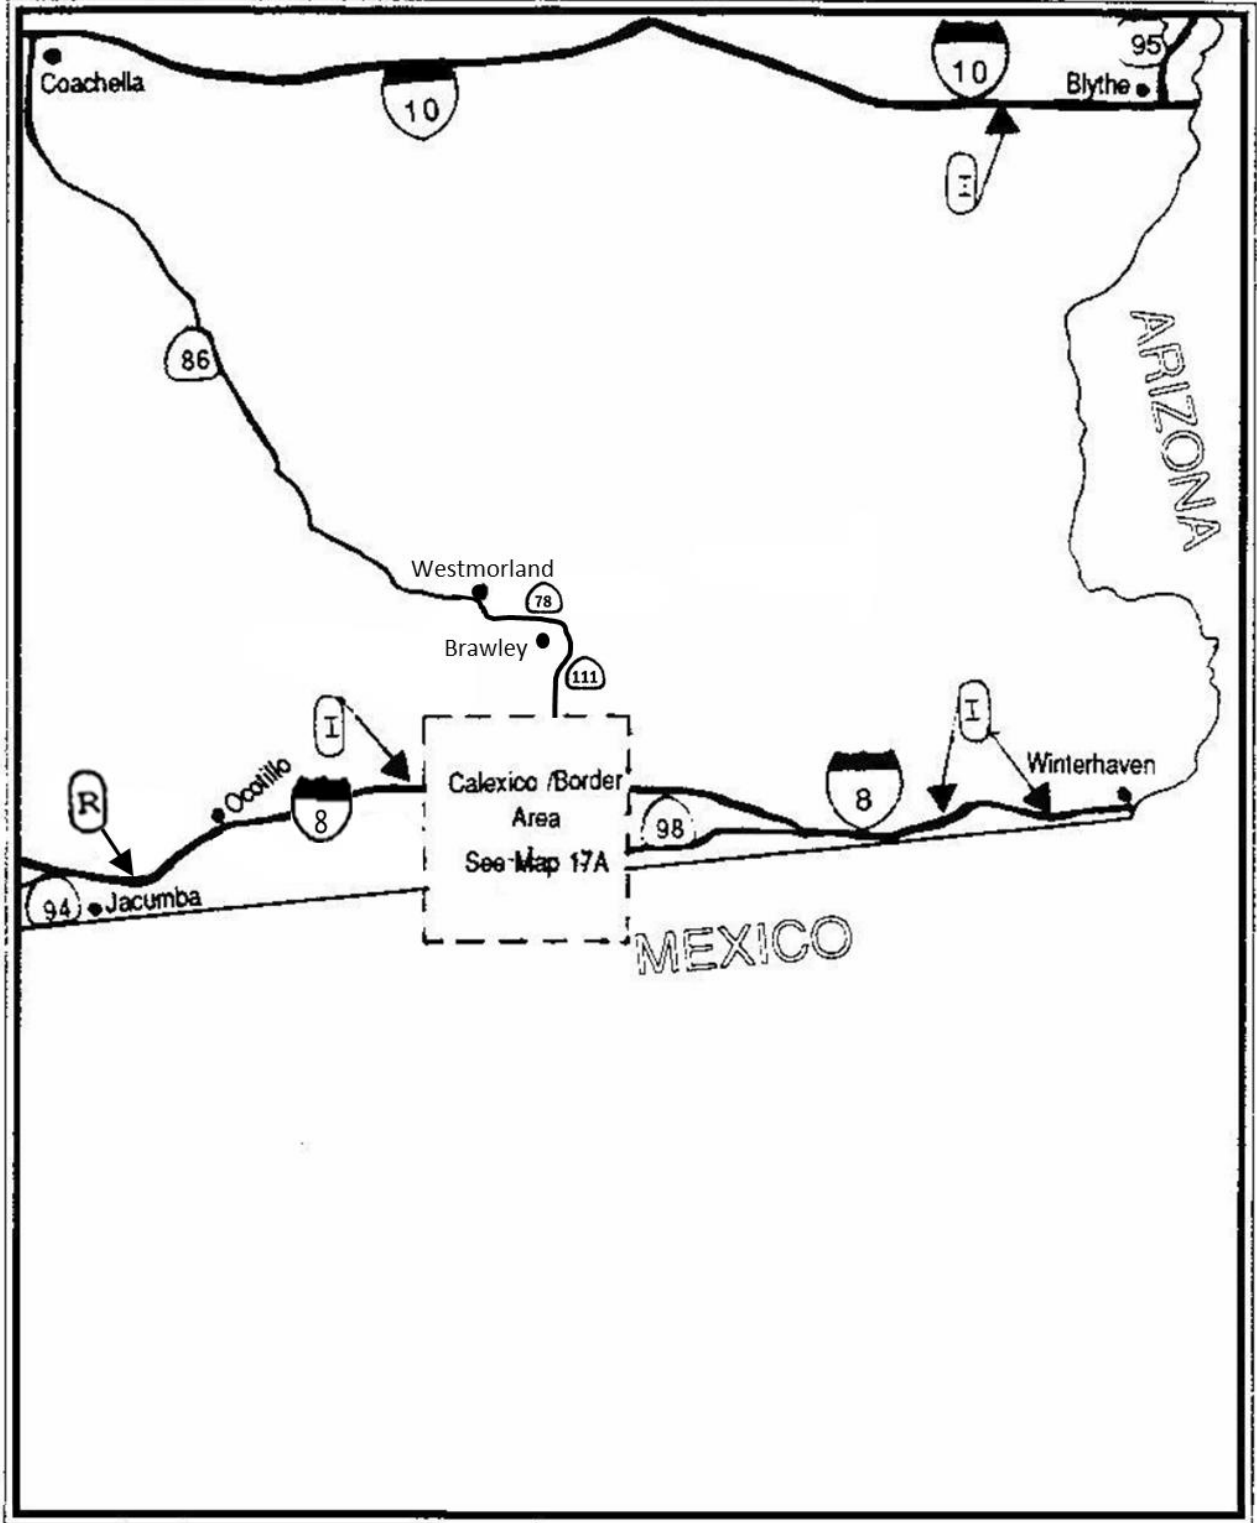 95
10
Blythe
Coachella
10
I
ARIZONA
86
Westmorland
78
Brawley
111
I
I
Winterhaven
Ocotillo
Calexico /Border
Area
See Map 17A
8
8
R
98
94
Jacumba
MEXICO